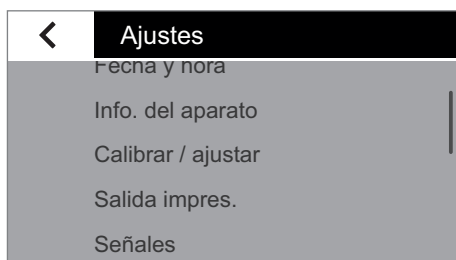 Ajustes
Fecha y hora
Info. del aparato
Calibrar / ajustar
Salida impres.
Señales